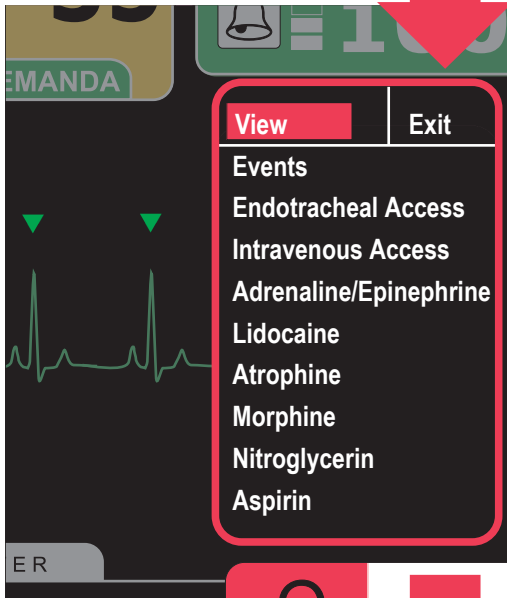 EMANDA
View Exit
Events
Endotracheal Access
Intravenous Access
Adrenaline/Epinephrine
Lidocaine
Atrophine
Morphine
Nitroglycerin
Aspirin
ER